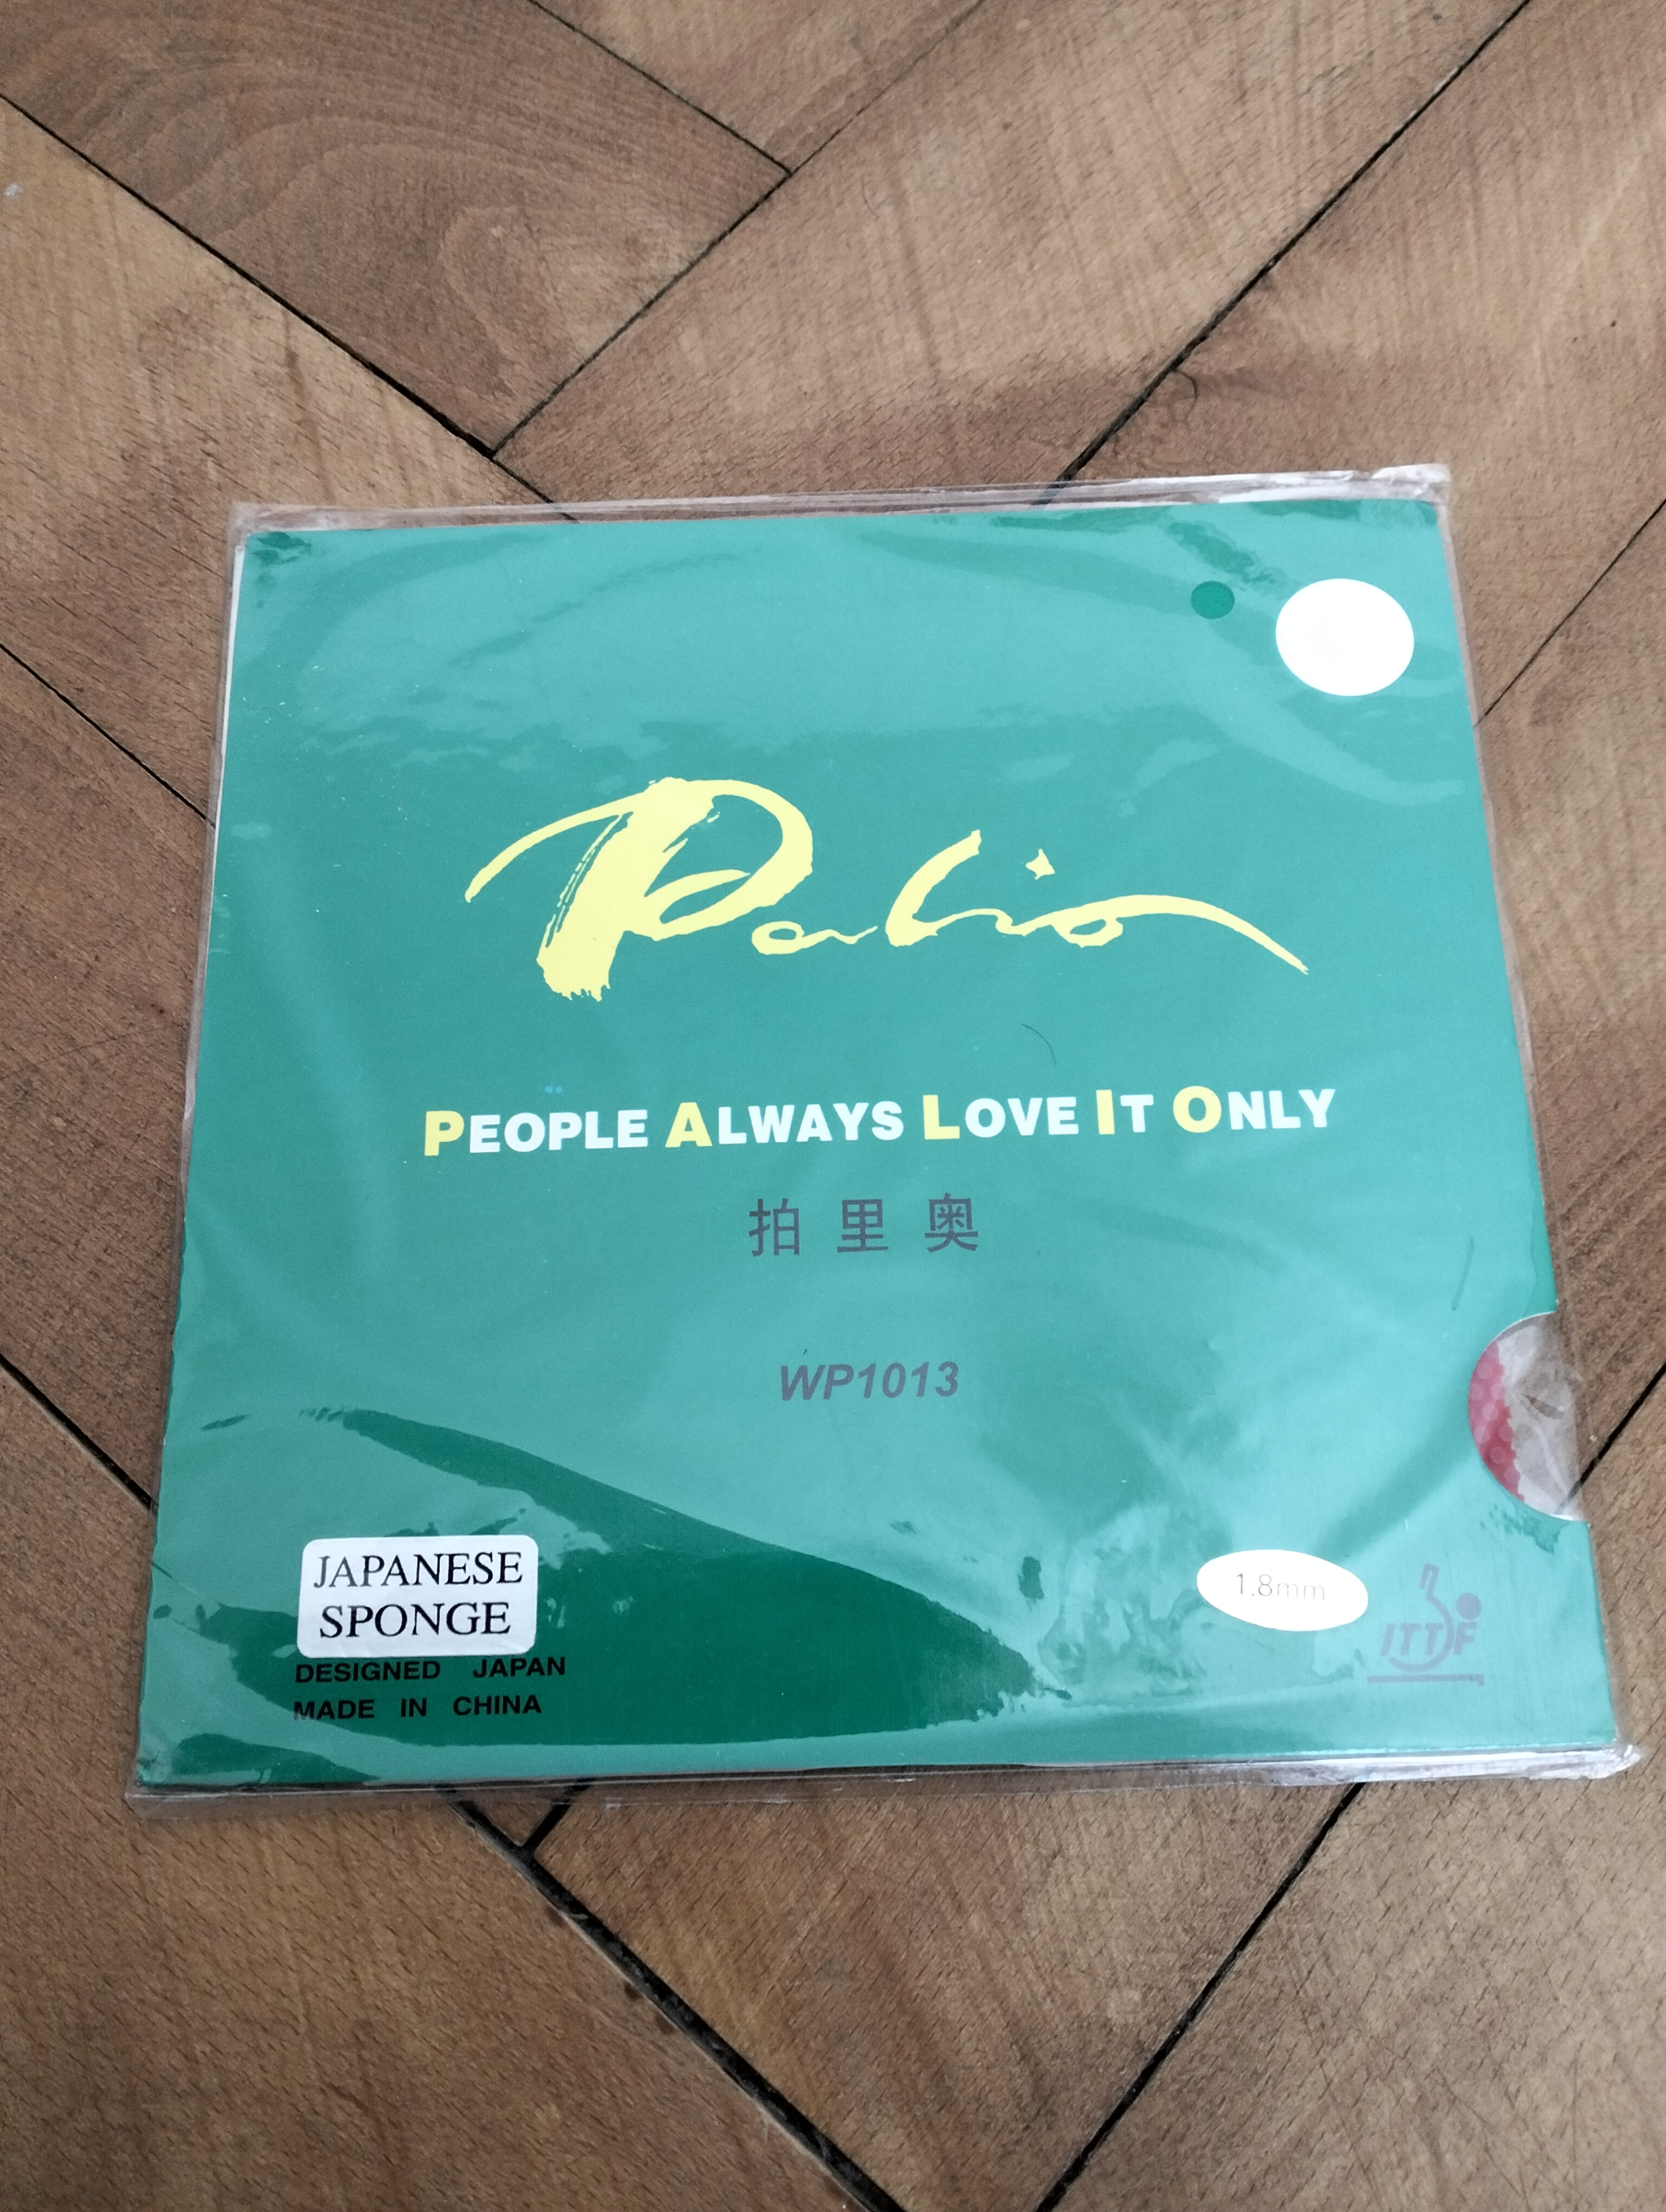 Palio
PEOPLE ALWAYS LOVE IT ONLY
拍里奥
WP1013
JAPANESE
SPONGE
DESIGNED JAPAN
MADE IN CHINA
1.8mm
ITTF